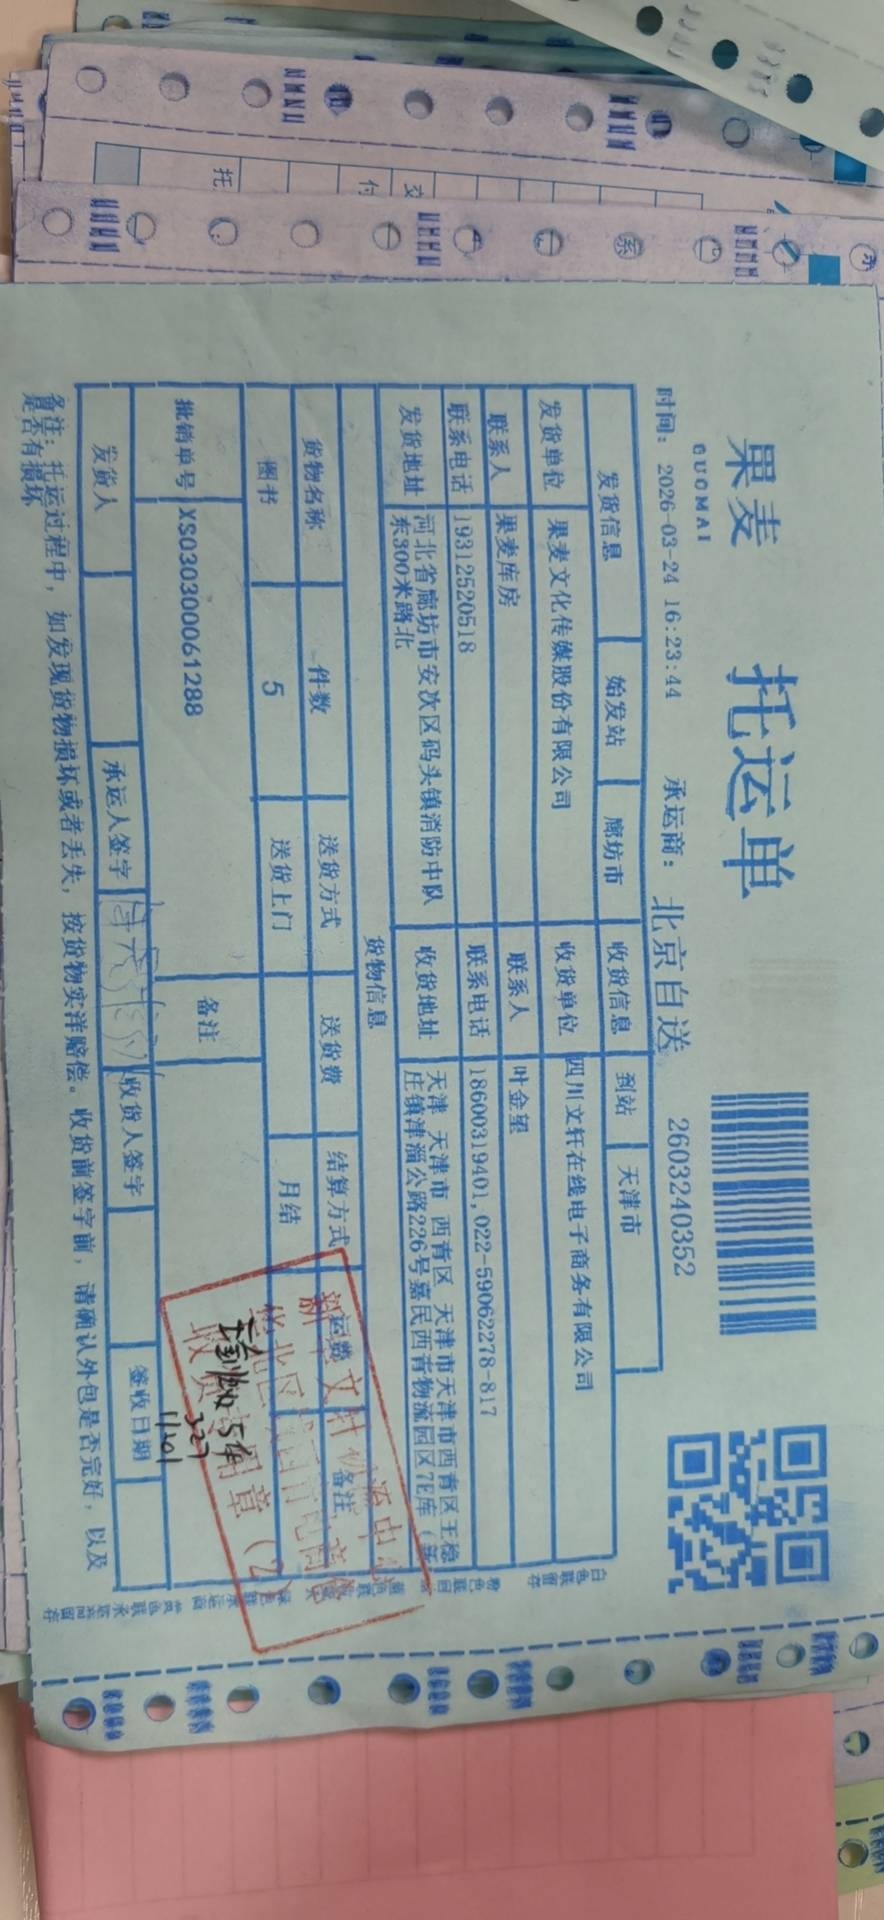 果麦
GUOMAI
托运单
2603240352
时间: 2026-03-24 16:23:44
承运商: 北京自送
发货信息 始发站 廊坊市 收货信息 到站 天津市
发货单位 果麦文化传媒股份有限公司 收货单位 四川文轩在线电子商务有限公司
联系人 果麦库房 联系人 叶金望
联系电话 19312520518 联系电话 18600319401,022-59062278-817
发货地址 河北省廊坊市安次区码头镇消防中队
东300米路北
收货地址 天津 天津市 西青区 天津市天津市西青区王稳
庄镇津淄公路226号嘉民西青物流园区7E库(新
货物信息
货物名称 件数 送货方式 送货费 结算方式 运费 备注
图书 5 送货上门 月结
批销单号 XS030300061288 备注
发货人 承运人签字 收货人签字 签收日期
备注: 托运过程中, 如发现货物损坏或者丢失, 按货物实洋赔偿。收货前签字前, 请确认外包是否完好, 以及
是否有损坏
5件
3.27
托
付
交